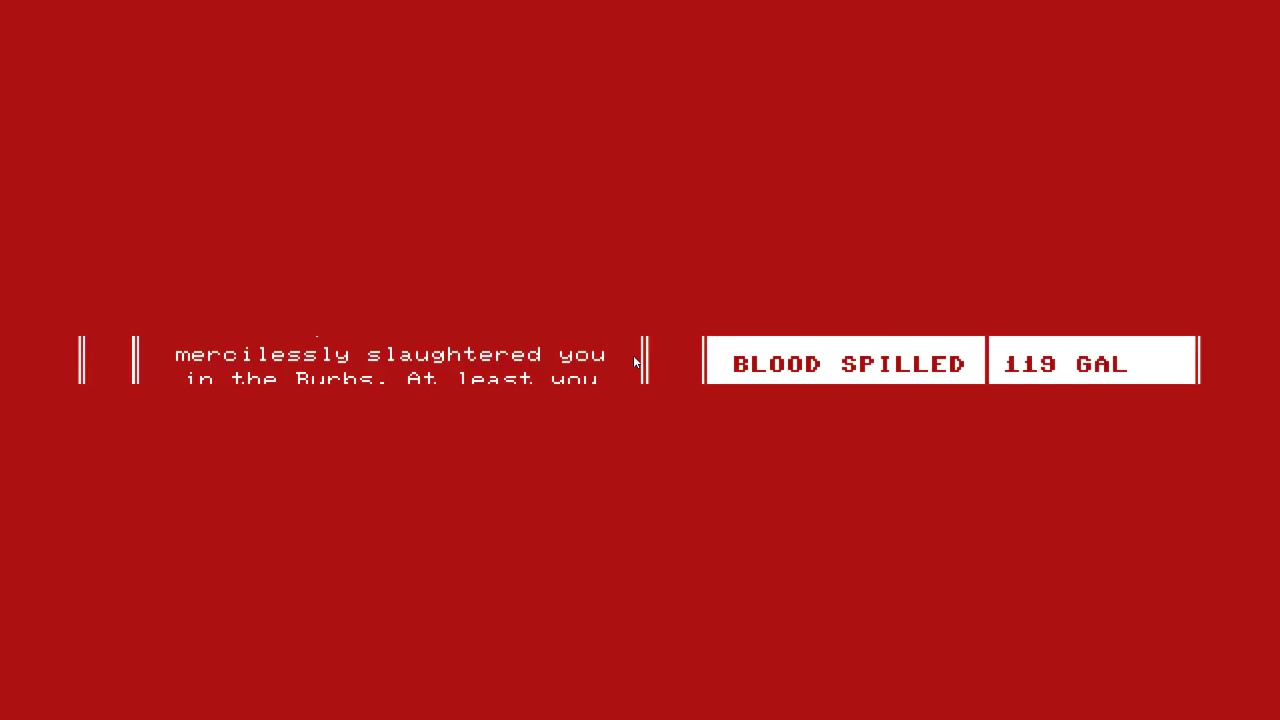 mercilessly slaughtered you
in the Burbs. At least you
BLOOD SPILLED 119 GAL